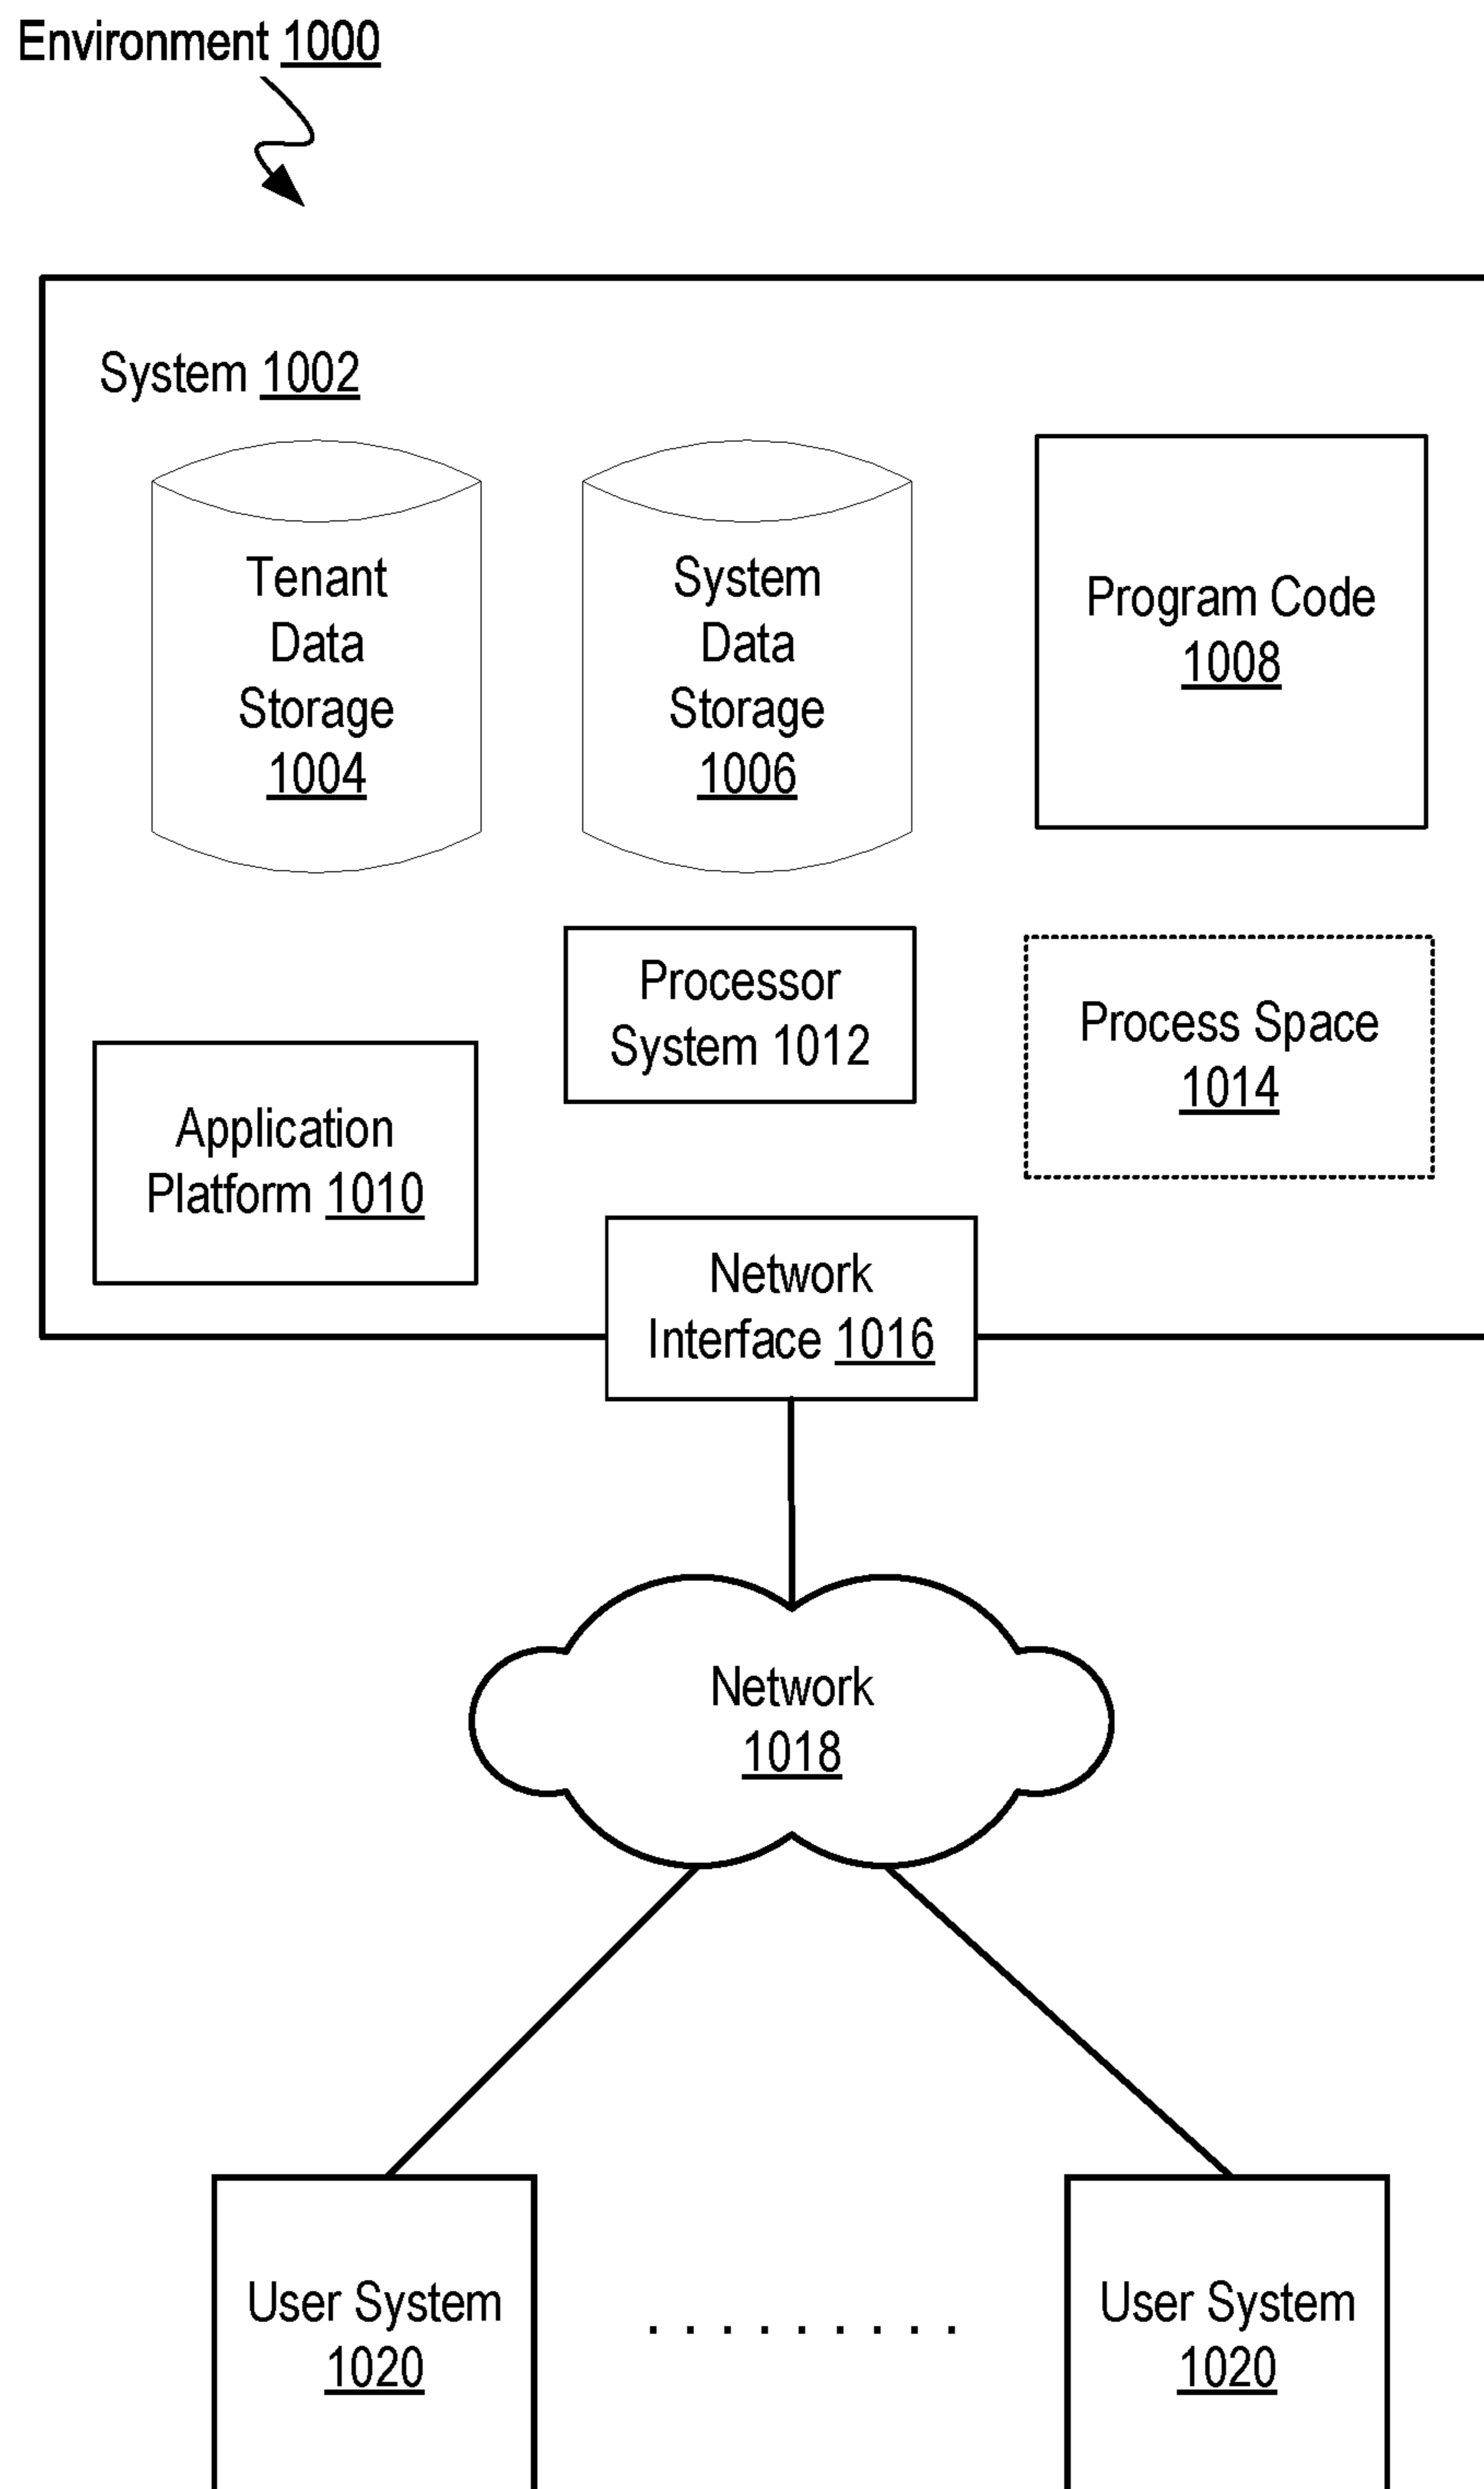 Environment 1000
System 1002
Tenant
Data
Storage
1004
System
Data
Storage
1006
Program Code
1008
Processor
System 1012
Process Space
1014
Application
Platform 1010
Network
Interface 1016
Network
1018
User System
1020
. . . . . . . . .
User System
1020